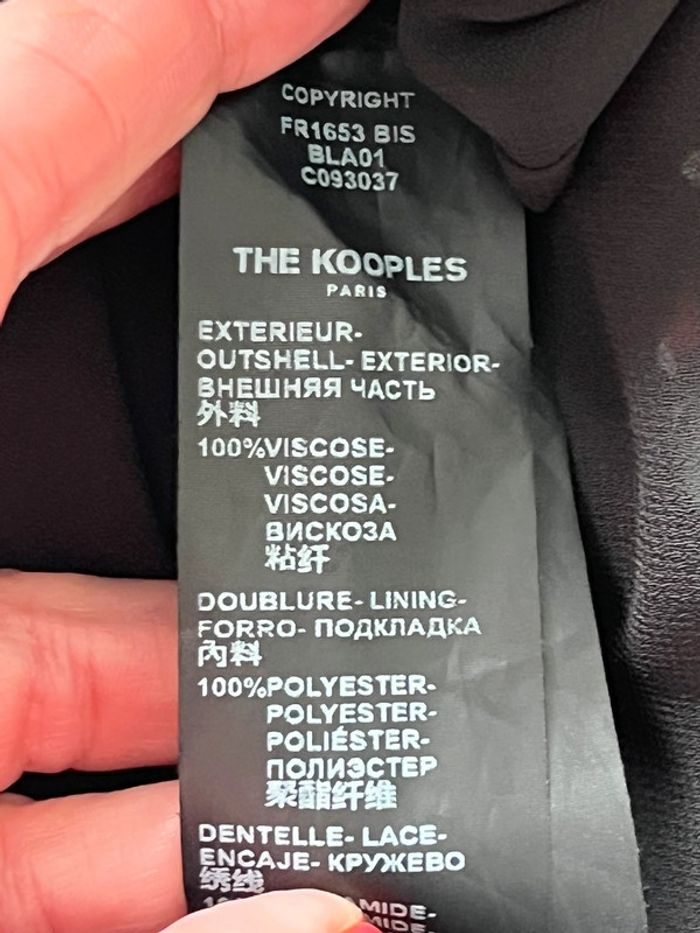 COPYRIGHT
FR1653 BIS
BLA01
C093037
THE KOOPLES
PARIS
EXTERIEUR-
OUTSHELL- EXTERIOR-
ВНЕШНЯЯ ЧАСТЬ
外料
100%VISCOSE-
VISCOSE-
VISCOSA-
ВИСКОЗА
粘纤
DOUBLURE- LINING-
FORRO- ПОДКЛАДКА
内料
100%POLYESTER-
POLYESTER-
POLIÉSTER-
ПОЛИЭСТЕР
聚酯纤维
DENTELLE- LACE-
ENCAJE- КРУЖЕВО
绣线